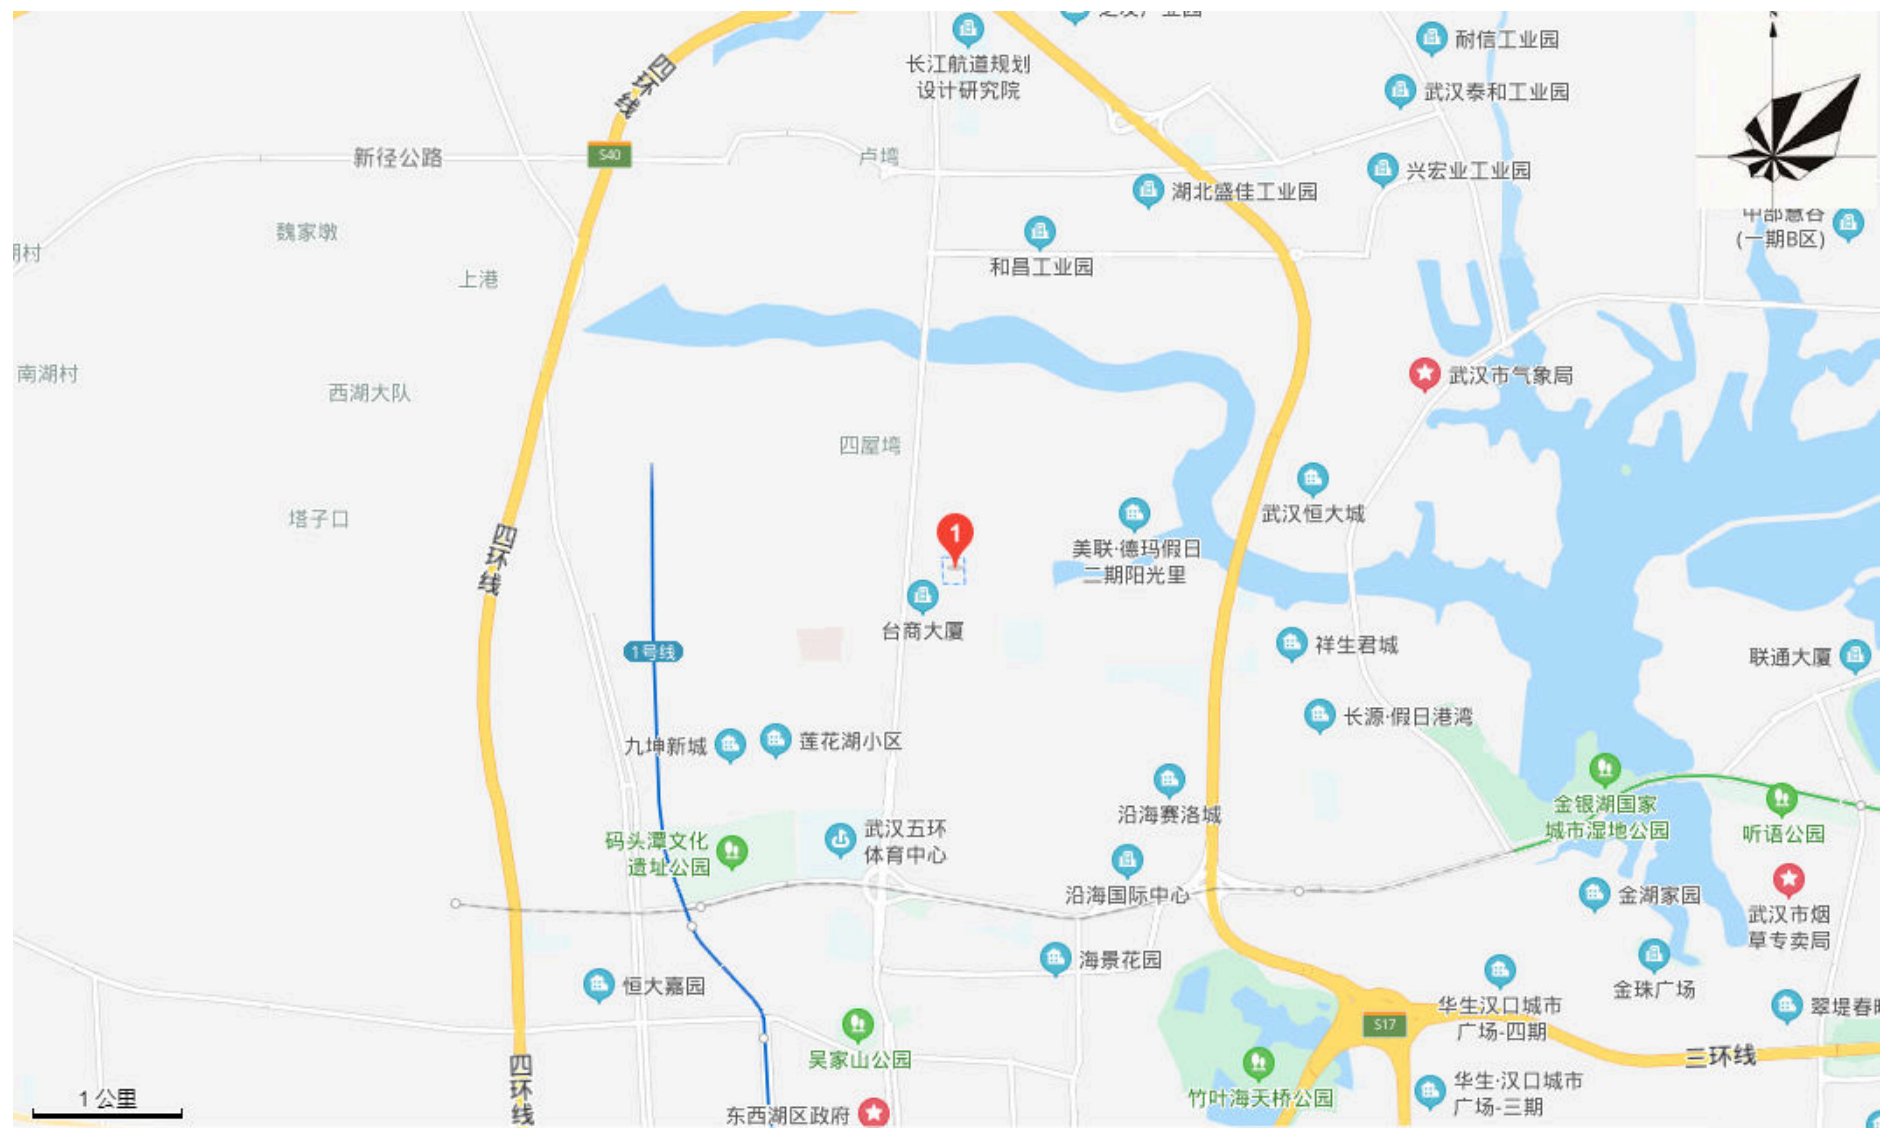 长江航道规划
设计研究院
耐信工业园
武汉泰和工业园
四环线
S40
新径公路
卢湾
兴宏业工业园
湖北盛佳工业园
中部慧谷
(一期B区)
魏家墩
上港
和昌工业园
南湖村
西湖大队
武汉市气象局
四屋塆
塔子口
四环线
1
武汉恒大城
美联·德玛假日
二期阳光里
台商大厦
1号线
祥生君城
联通大厦
长源·假日港湾
九坤新城
莲花湖小区
沿海赛洛城
金银湖国家
城市湿地公园
听语公园
码头潭文化
遗址公园
武汉五环
体育中心
沿海国际中心
金湖家园
武汉市烟
草专卖局
海景花园
恒大嘉园
金珠广场
华生汉口城市
广场-四期
翠堤春
S17
吴家山公园
三环线
四环线
竹叶海天桥公园
华生·汉口城市
广场-三期
1 公里
东西湖区政府